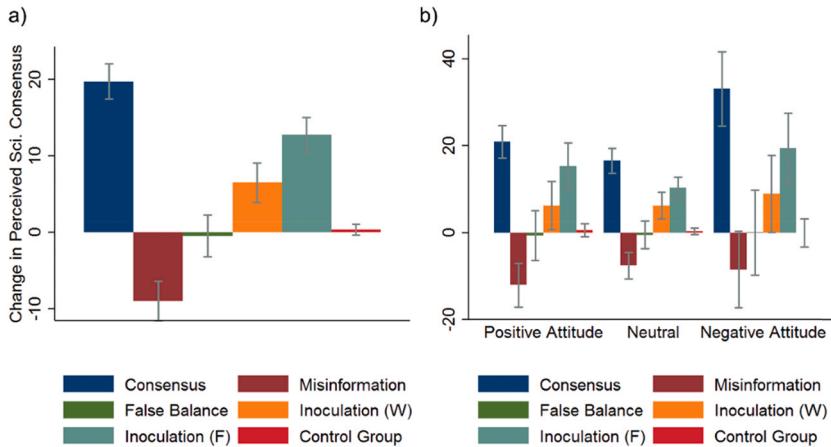 a)
b)
Change in Perceived Sci. Consensus
20
10
0
-10
40
20
0
-20
Positive Attitude Neutral Negative Attitude
Consensus Misinformation
False Balance Inoculation (W)
Inoculation (F) Control Group
Consensus Misinformation
False Balance Inoculation (W)
Inoculation (F) Control Group